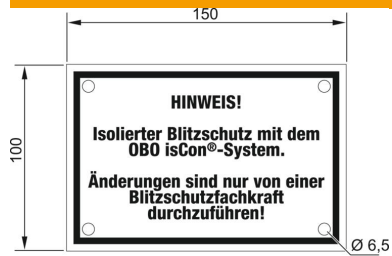 150
HINWEIS!
Isolierter Blitzschutz mit dem
OBO isCon®-System.
Änderungen sind nur von einer
Blitzschutzfachkraft
durchzuführen!
100
Ø 6,5